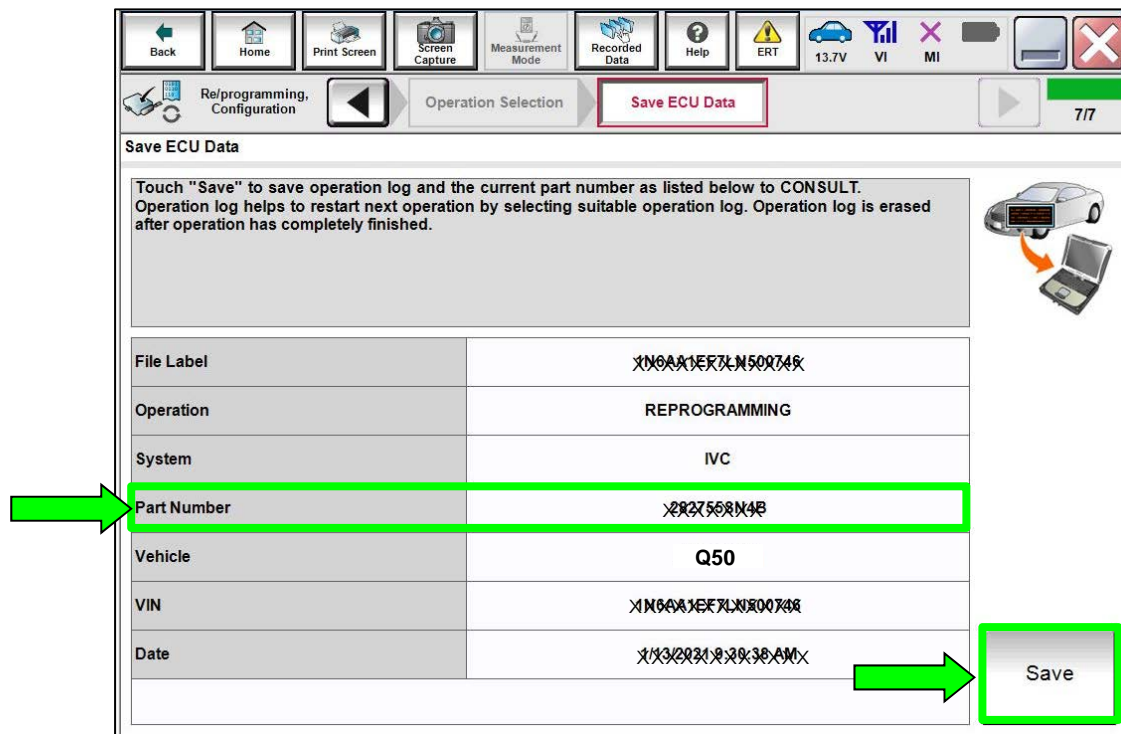 Back
Home
Print Screen
Screen Capture
Measurement Mode
Recorded Data
Help
ERT
13.7V
VI
MI
Re/programming, Configuration
Operation Selection
Save ECU Data
7/7
Save ECU Data
Touch "Save" to save operation log and the current part number as listed below to CONSULT.
Operation log helps to restart next operation by selecting suitable operation log. Operation log is erased
after operation has completely finished.
File Label
Operation REPROGRAMMING
System IVC
Part Number
Vehicle Q50
VIN
Date
Save